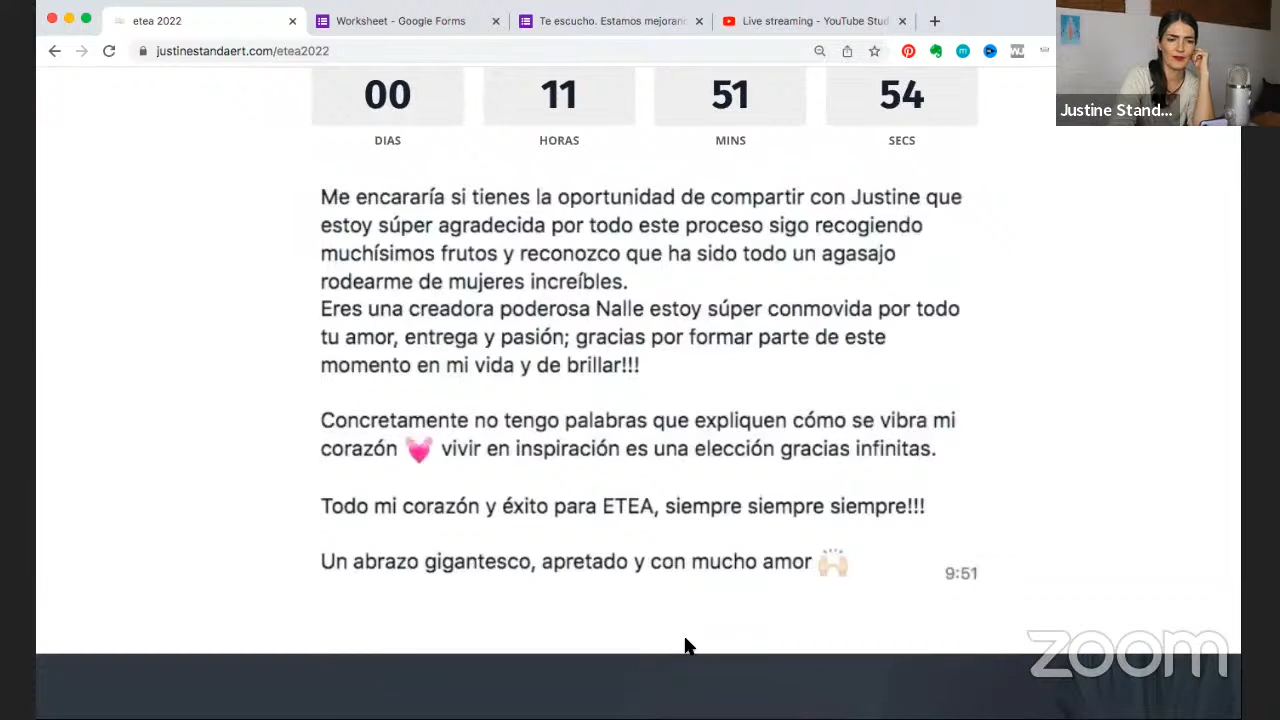 etea 2022
Worksheet - Google Forms
Te escucho. Estamos mejoran
Live streaming - YouTube Stud
justinestandaert.com/etea2022
Justine Stand...
00 11 51 54
DIAS HORAS MINS SECS
Me encararía si tienes la oportunidad de compartir con Justine que
estoy súper agradecida por todo este proceso sigo recogiendo
muchísimos frutos y reconozco que ha sido todo un agasajo
rodearme de mujeres increíbles.
Eres una creadora poderosa Nalle estoy súper conmovida por todo
tu amor, entrega y pasión; gracias por formar parte de este
momento en mi vida y de brillar!!!
Concretamente no tengo palabras que expliquen cómo se vibra mi
corazón 💓 vivir en inspiración es una elección gracias infinitas.
Todo mi corazón y éxito para ETEA, siempre siempre siempre!!!
Un abrazo gigantesco, apretado y con mucho amor 🙌🏻
9:51
zoom